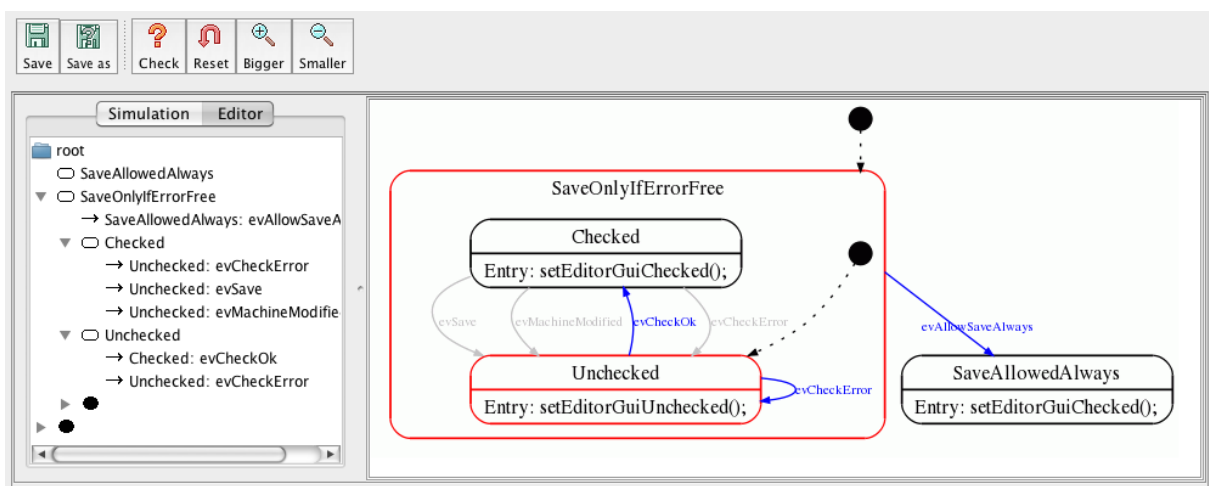 Save Save as Check Reset Bigger Smaller
Simulation Editor
root
SaveAllowedAlways
SaveOnlyIfErrorFree
SaveAllowedAlways: evAllowSaveA
Checked
Unchecked: evCheckError
Unchecked: evSave
Unchecked: evMachineModifie
Unchecked
Checked: evCheckOk
Unchecked: evCheckError
SaveOnlyIfErrorFree
Checked
Entry: setEditorGuiChecked();
evSave evMachineModified evCheckOk evCheckError
evAllowSaveAlways
Unchecked
Entry: setEditorGuiUnchecked();
evCheckError
SaveAllowedAlways
Entry: setEditorGuiChecked();